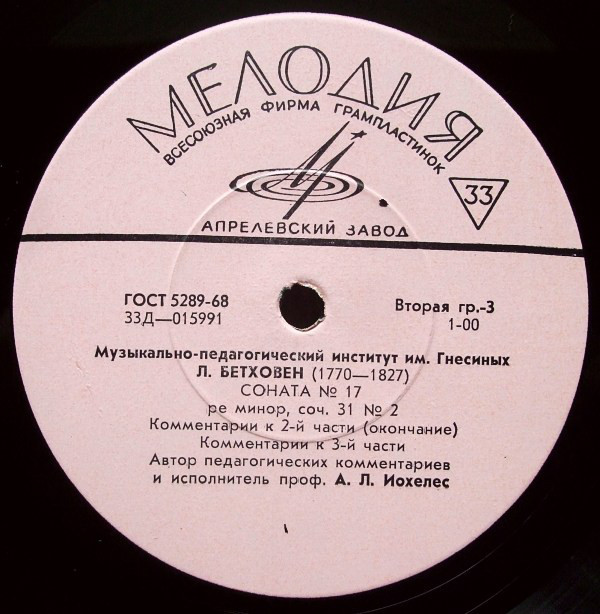 МЕЛОДИЯ
ВСЕСОЮЗНАЯ ФИРМА ГРАМПЛАСТИНОК
33
АПРЕЛЕВСКИЙ ЗАВОД
ГОСТ 5289-68 Вторая гр.-3
33Д—015991 1-00
Музыкально-педагогический институт им. Гнесиных
Л. БЕТХОВЕН (1770—1827)
СОНАТА № 17
ре минор, соч. 31 № 2
Комментарии к 2-й части (окончание)
Комментарии к 3-й части
Автор педагогических комментариев
и исполнитель проф. А. Л. Иохелес